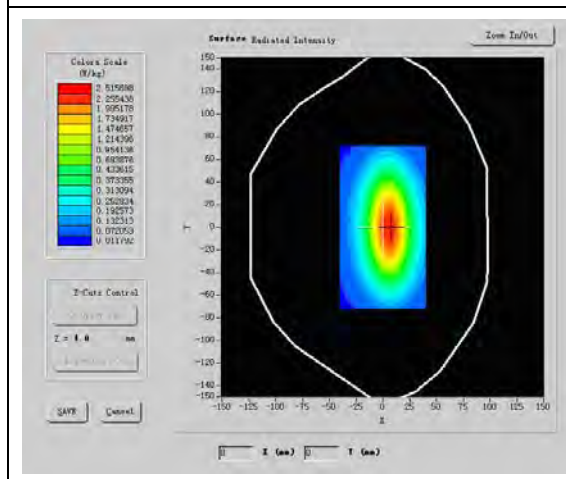 Surface Radiated Intensity
Zoom In/Out
Colors Scale
(W/kg)
2.515698
2.255438
1.995178
1.734917
1.474657
1.214396
0.954136
0.693876
0.433615
0.373355
0.313094
0.252834
0.192573
0.132313
0.072053
0.011792
Z-Cuts Control
Z = 4.0 mm
SAVE
Cancel
150
140
120
100
80
60
40
20
0
-20
-40
-60
-80
-100
-120
-140
-150
Y
-150 -125 -100 -75 -50 -25 0 25 50 75 100 125 150
X
0 X (mm) 0 Y (mm)